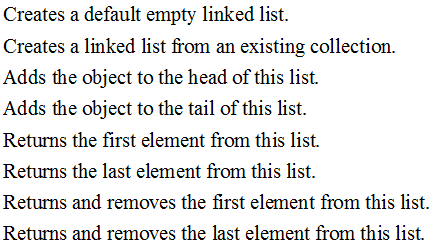 Creates a default empty linked list.
Creates a linked list from an existing collection.
Adds the object to the head of this list.
Adds the object to the tail of this list.
Returns the first element from this list.
Returns the last element from this list.
Returns and removes the first element from this list.
Returns and removes the last element from this list.